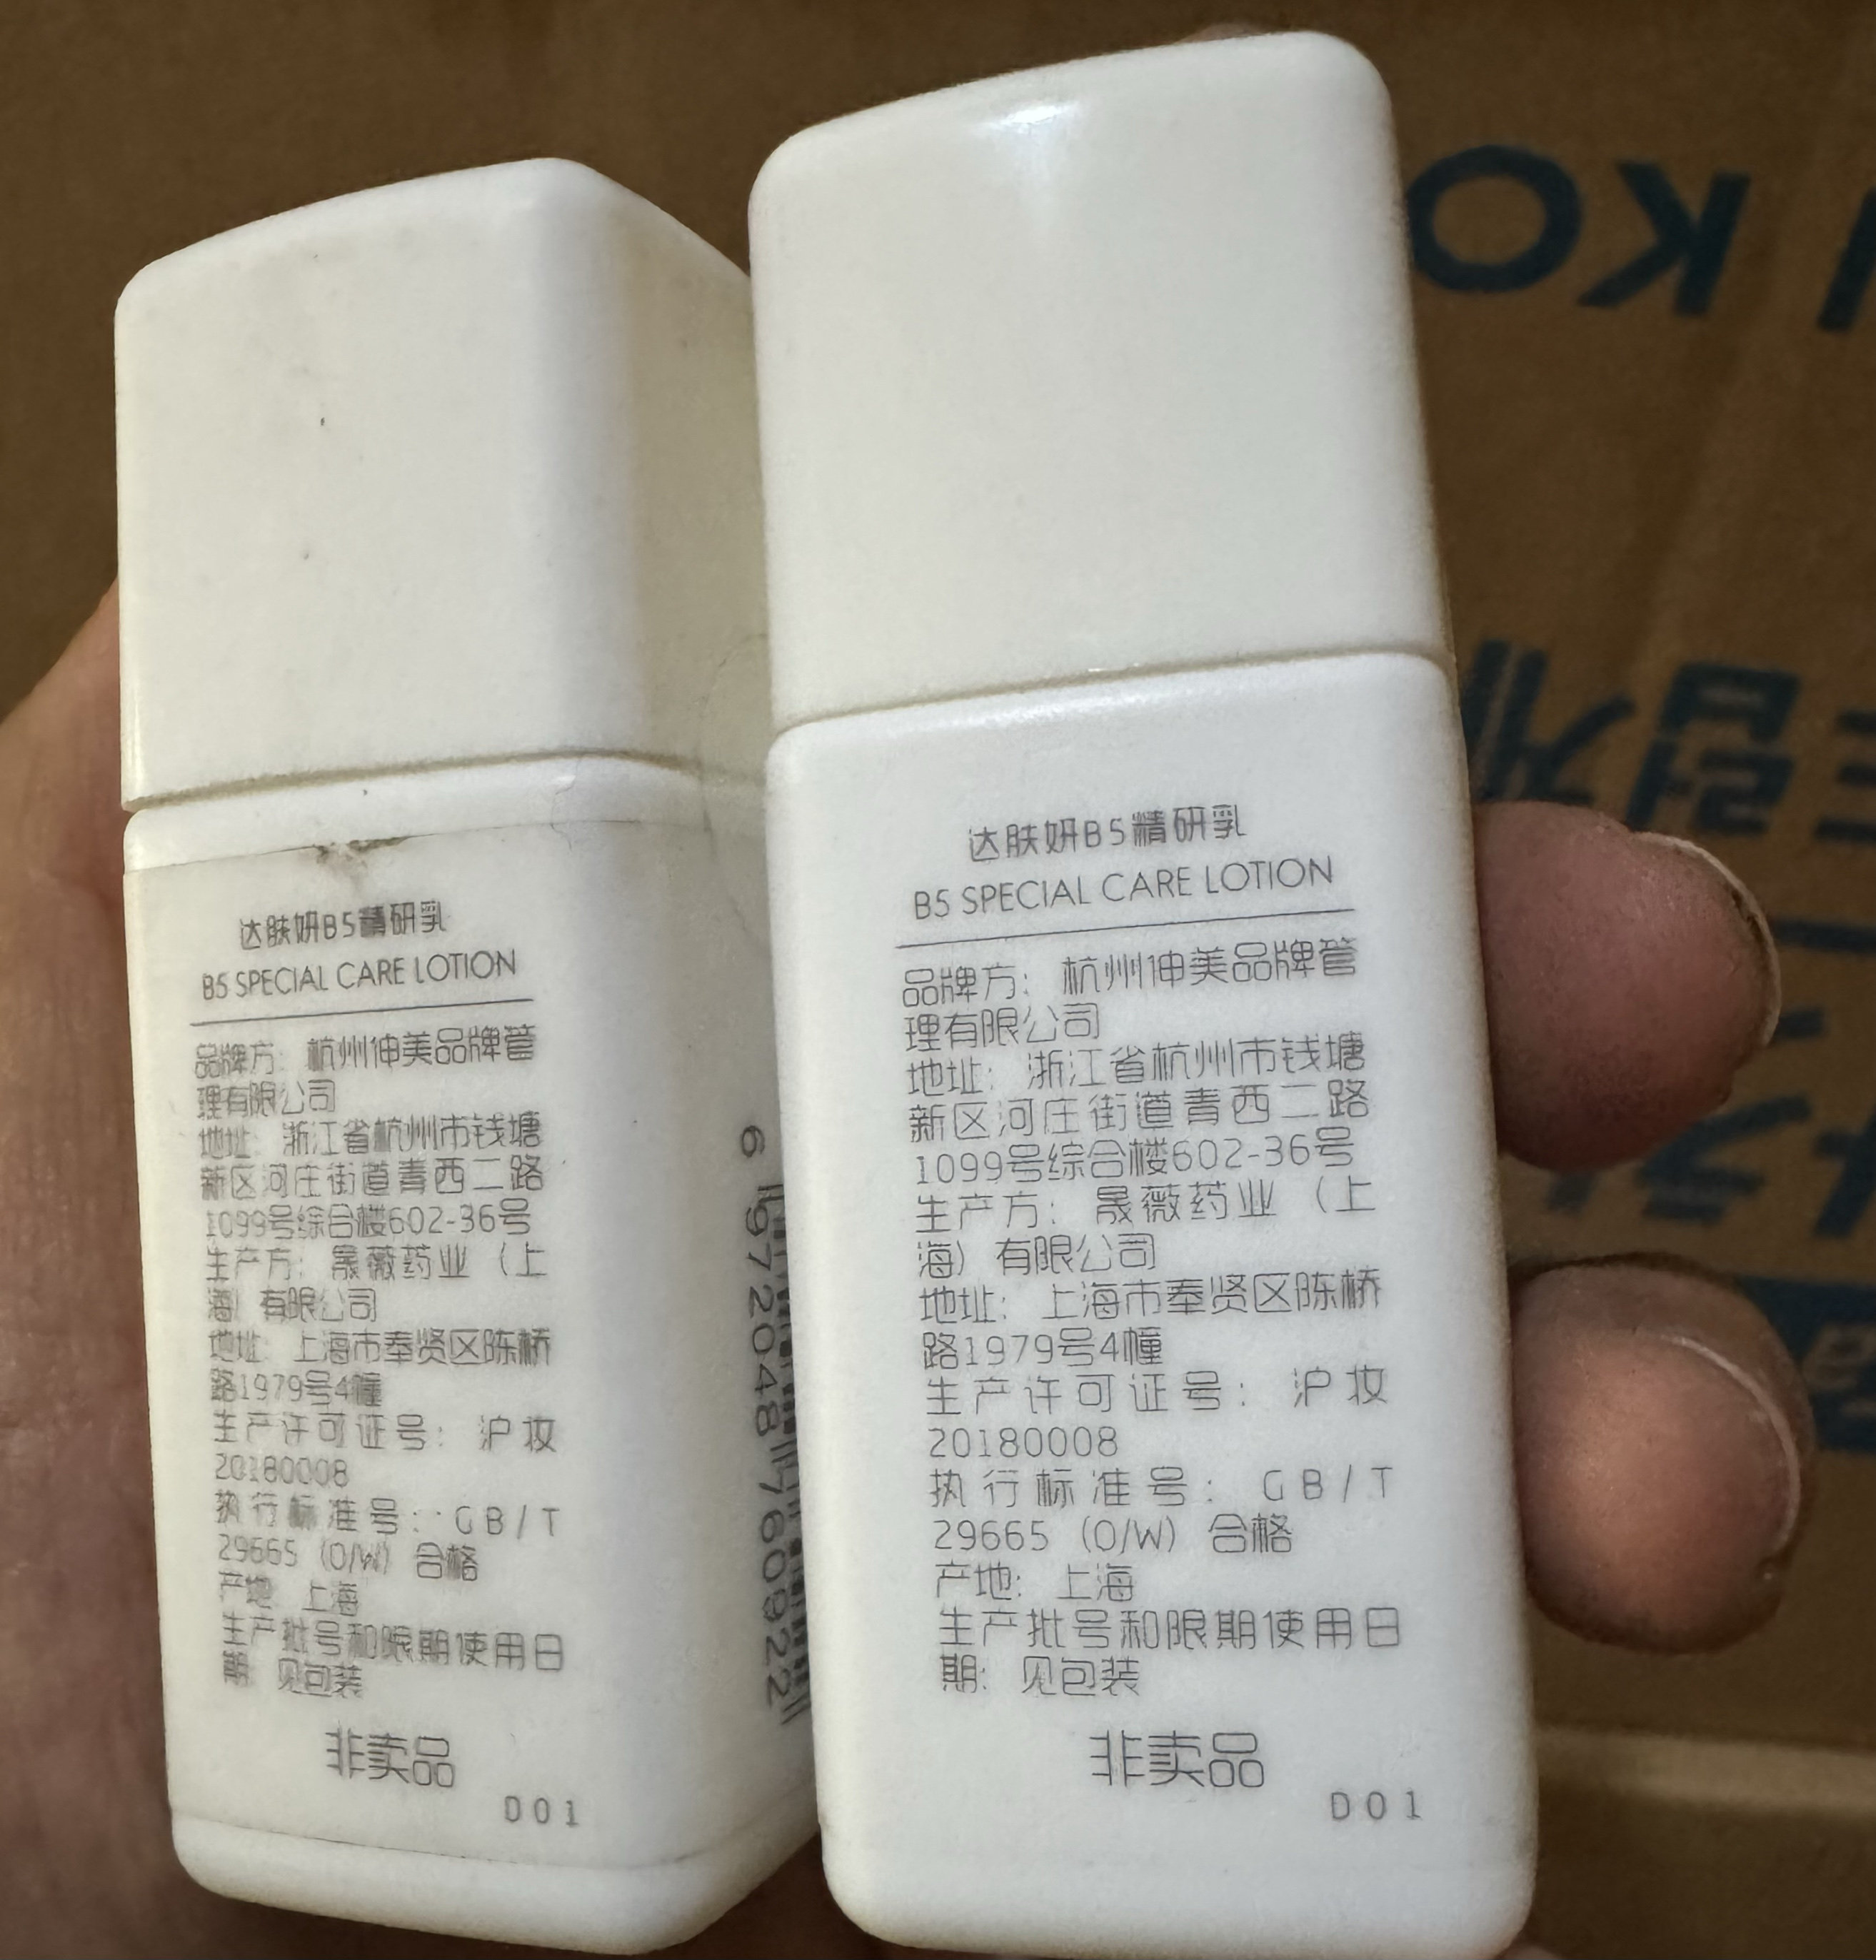 达肤妍B5精研乳
B5 SPECIAL CARE LOTION
品牌方：杭州伸美品牌管
理有限公司
地址：浙江省杭州市钱塘
新区河庄街道青西二路
1099号综合楼602-36号
生产方：晟薇药业（上
海）有限公司
地址：上海市奉贤区陈桥
路1979号4幢
生产许可证号：沪妆
20180008
执行标准号：GB/T
29665（O/W）合格
产地：上海
生产批号和限期使用日
期：见包装
非卖品
D01
6 972048 760922
达肤妍B5精研乳
B5 SPECIAL CARE LOTION
品牌方：杭州伸美品牌管
理有限公司
地址：浙江省杭州市钱塘
新区河庄街道青西二路
1099号综合楼602-36号
生产方：晟薇药业（上
海）有限公司
地址：上海市奉贤区陈桥
路1979号4幢
生产许可证号：沪妆
20180008
执行标准号：GB/T
29665（O/W）合格
产地：上海
生产批号和限期使用日
期：见包装
非卖品
D01
KO